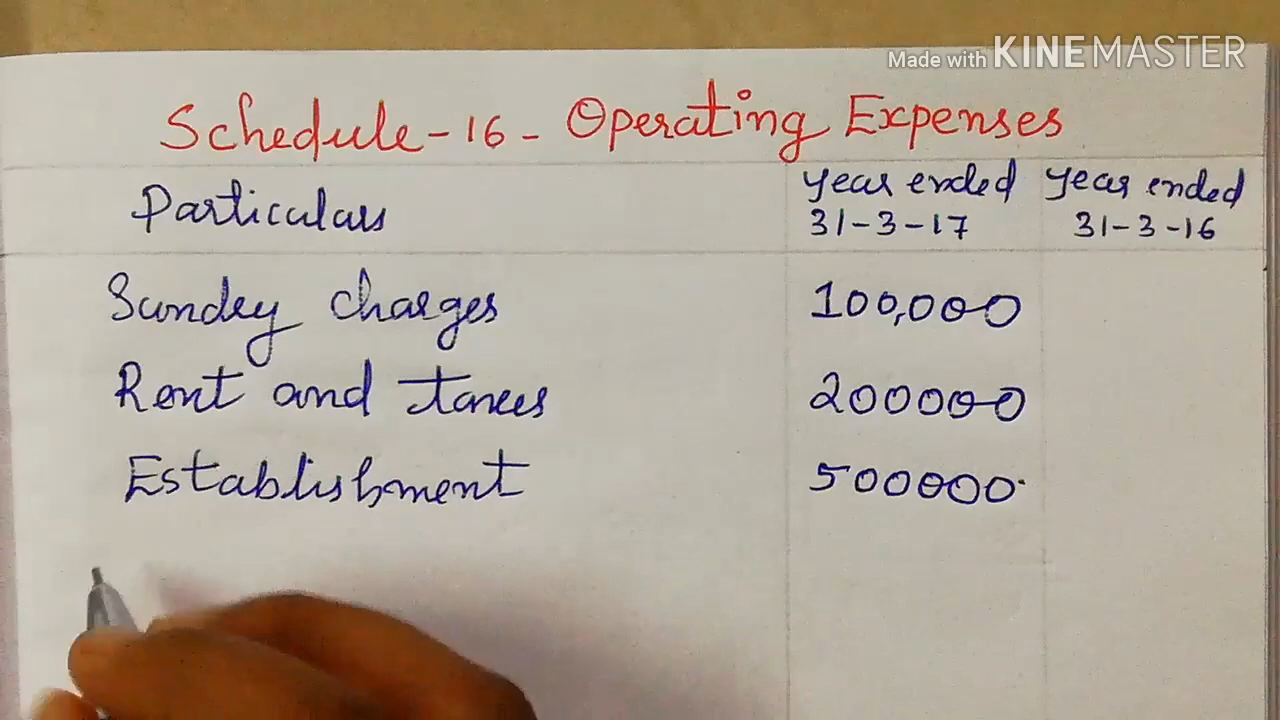 Made with KINEMASTER
Schedule-16- Operating Expenses
Particulars Year ended 31-3-17 Year ended 31-3-16
Sundry charges 100,000
Rent and taxes 200000
Establishment 500000